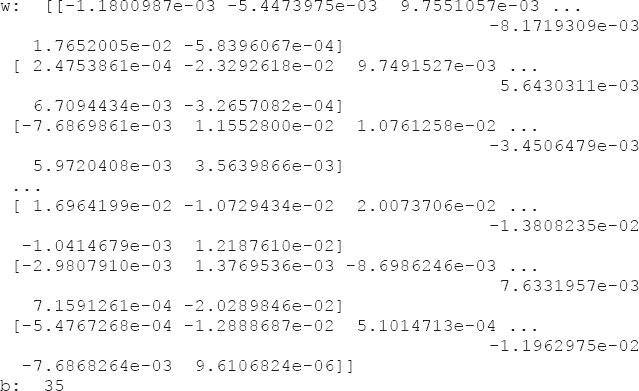 w:  [[-1.1800987e-03 -5.4473975e-03  9.7551057e-03 ...
-8.1719309e-03
1.7652005e-02 -5.8396067e-04]
[ 2.4753861e-04 -2.3292618e-02  9.7491527e-03 ...
5.6430311e-03
6.7094434e-03 -3.2657082e-04]
[-7.6869861e-03  1.1552800e-02  1.0761258e-02 ...
-3.4506479e-03
5.9720408e-03  3.5639866e-03]
...
[ 1.6964199e-02 -1.0729434e-02  2.0073706e-02 ...
-1.3808235e-02
-1.0414679e-03  1.2187610e-02]
[-2.9807910e-03  1.3769536e-03 -8.6986246e-03 ...
7.6331957e-03
7.1591261e-04 -2.0289846e-02]
[-5.4767268e-04 -1.2888687e-02  5.1014713e-04 ...
-1.1962975e-02
-7.6868264e-03  9.6106824e-06]]
b:  35